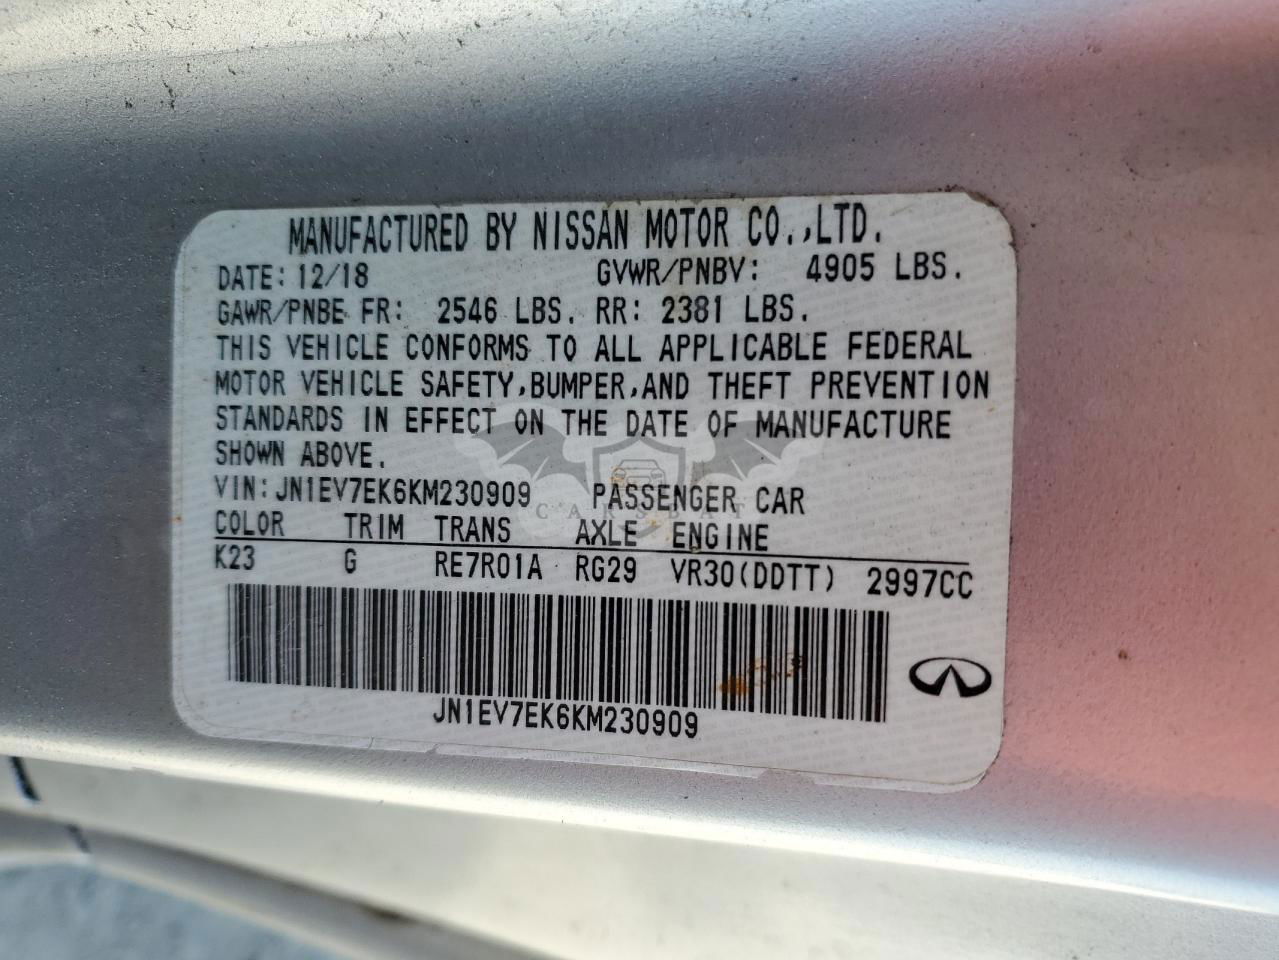 MANUFACTURED BY NISSAN MOTOR CO.,LTD.
DATE: 12/18 GVWR/PNBV: 4905 LBS.
GAWR/PNBE FR: 2546 LBS. RR: 2381 LBS.
THIS VEHICLE CONFORMS TO ALL APPLICABLE FEDERAL
MOTOR VEHICLE SAFETY,BUMPER,AND THEFT PREVENTION
STANDARDS IN EFFECT ON THE DATE OF MANUFACTURE
SHOWN ABOVE.
VIN: JN1EV7EK6KM230909 PASSENGER CAR
CARSBAT
COLOR TRIM TRANS AXLE ENGINE
K23 G RE7R01A RG29 VR30(DDTT) 2997CC
JN1EV7EK6KM230909